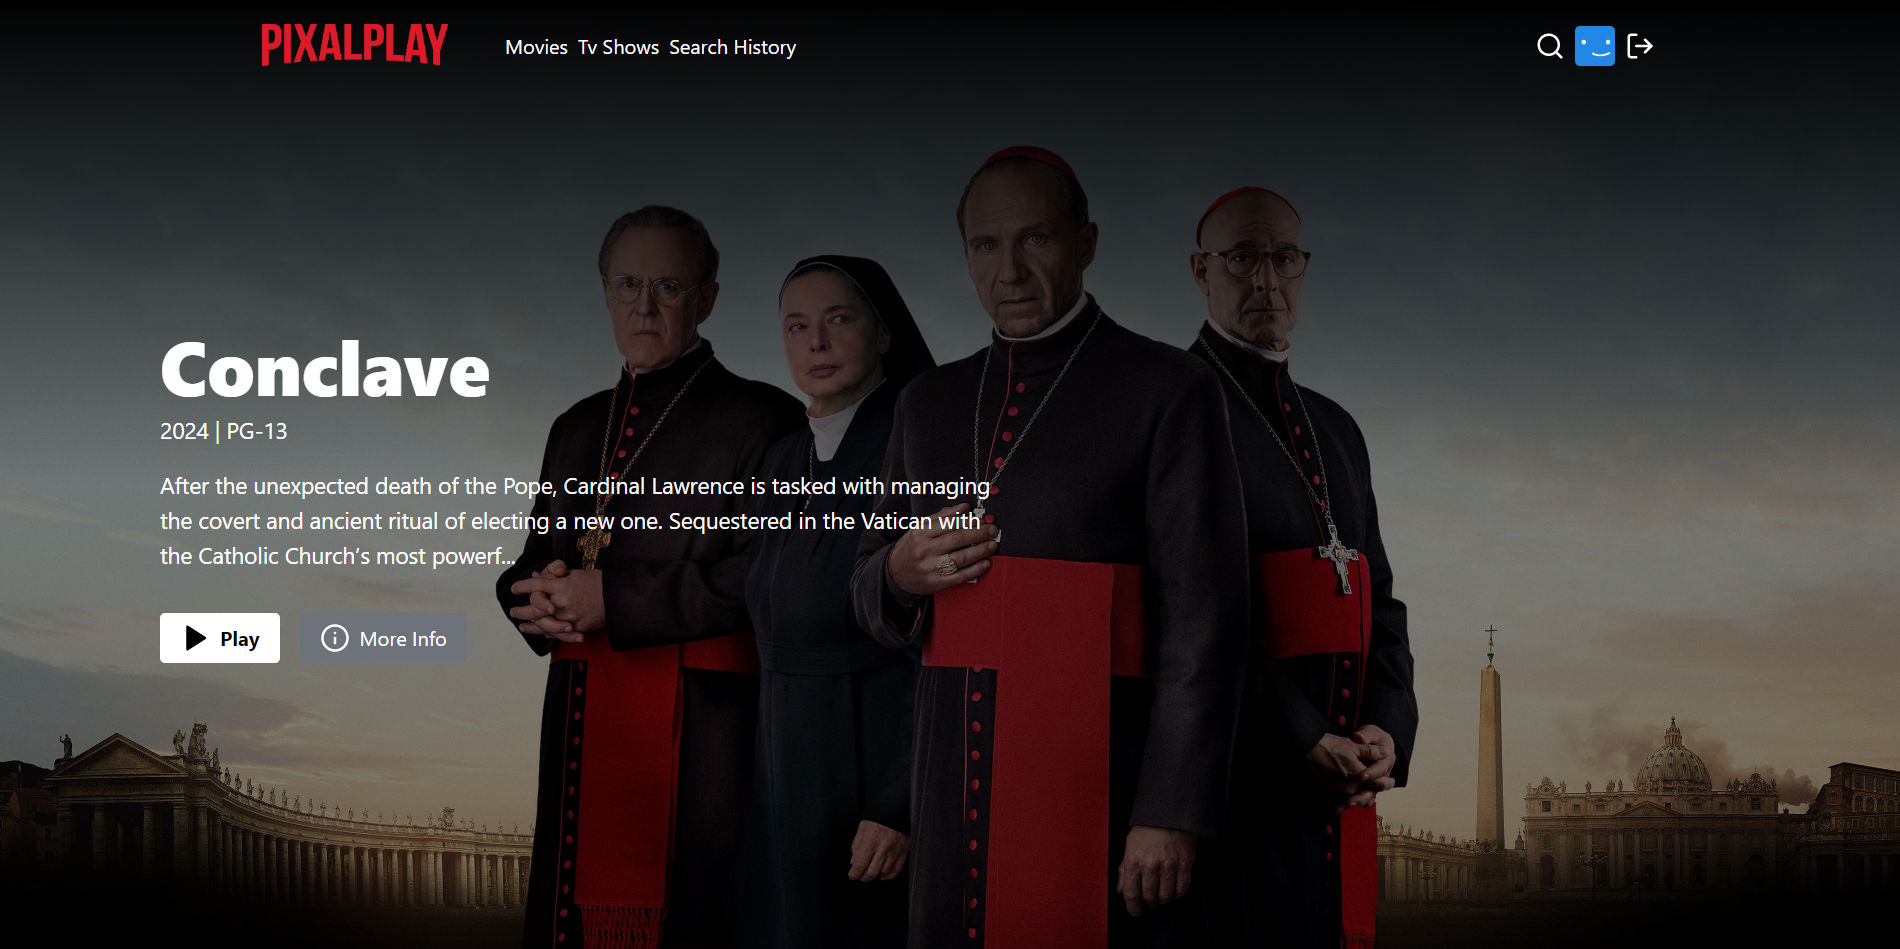 PIXALPLAY
Movies Tv Shows Search History
Conclave
2024 | PG-13
After the unexpected death of the Pope, Cardinal Lawrence is tasked with managing
the covert and ancient ritual of electing a new one. Sequestered in the Vatican with
the Catholic Church’s most powerf...
Play
More Info